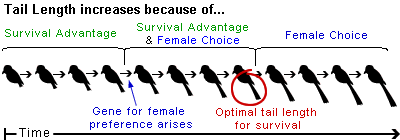 Tail Length increases because of...
Survival Advantage
Survival Advantage
& Female Choice
Female Choice
Gene for female
preference arises
Optimal tail length
for survival
Time